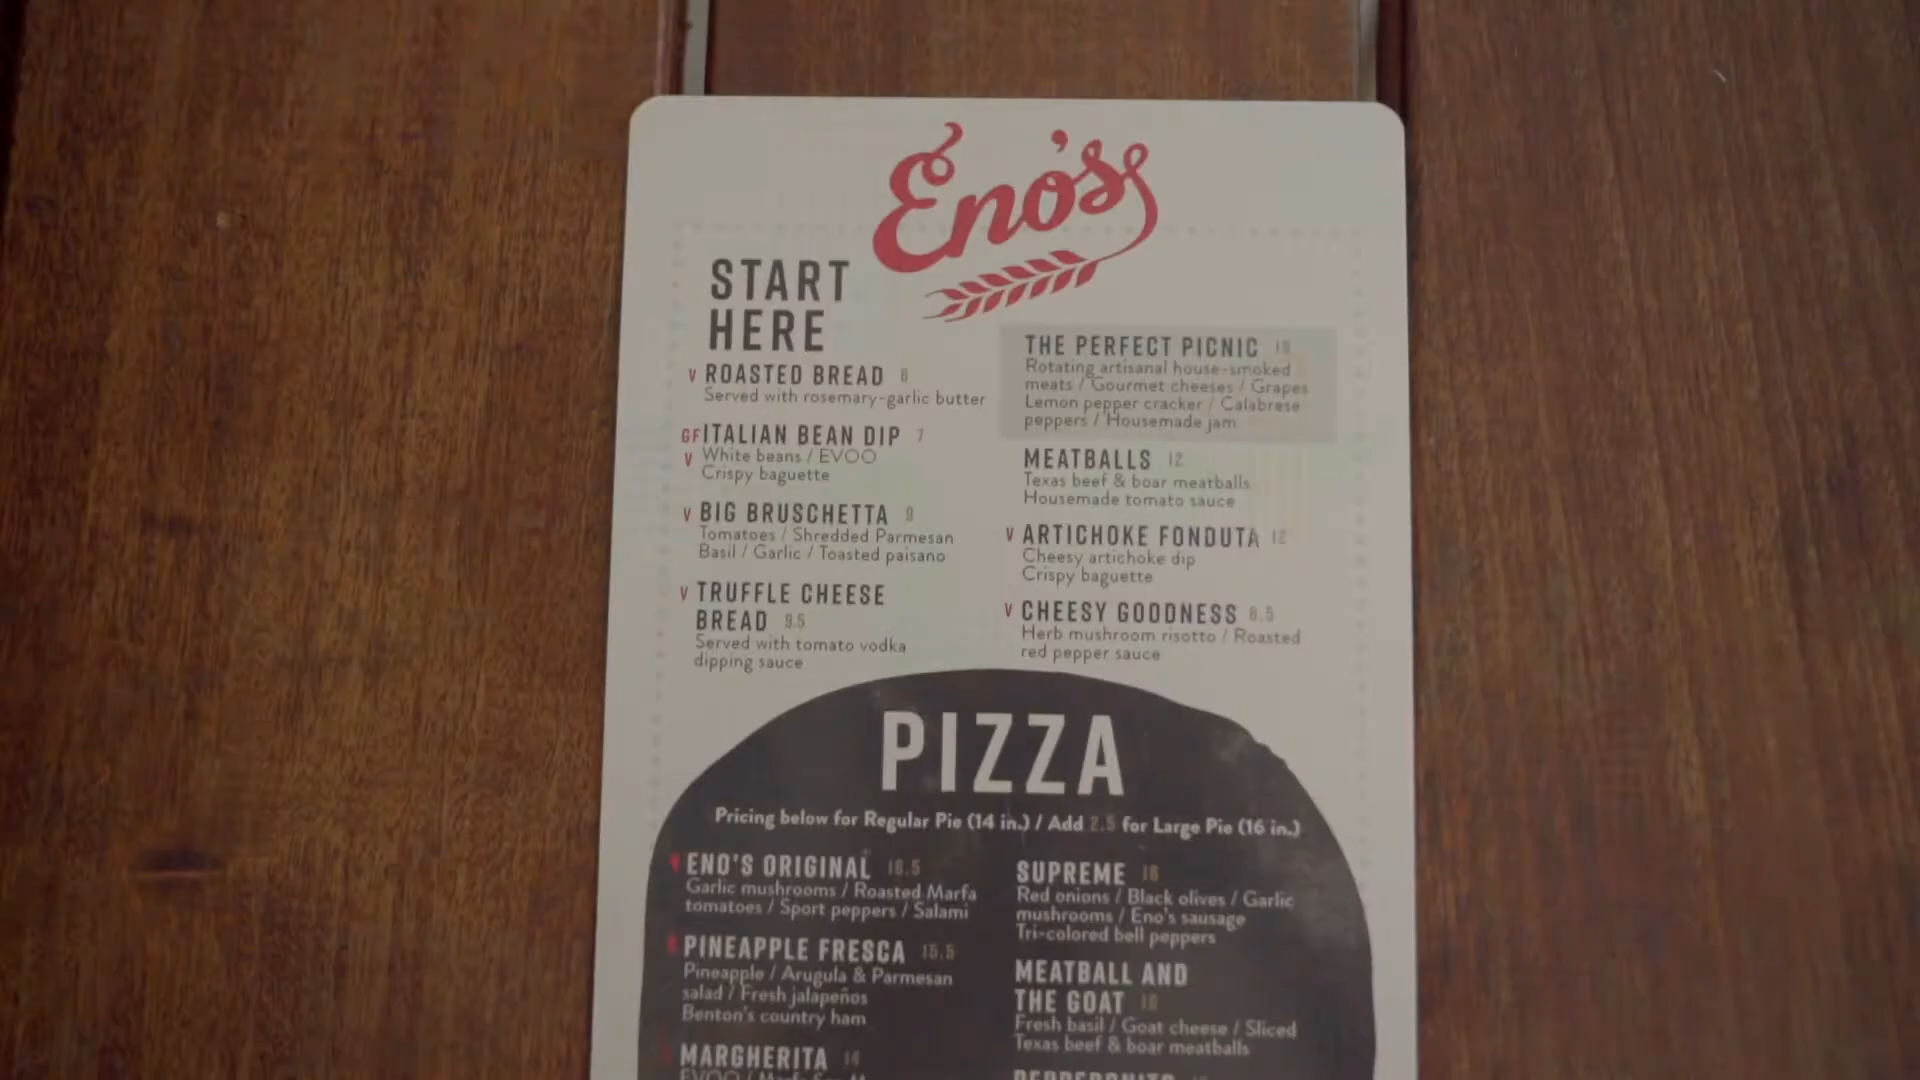 Eno's
START
HERE
V ROASTED BREAD 6
Served with rosemary-garlic butter
GF ITALIAN BEAN DIP 7
V White beans / EVOO
Crispy baguette
V BIG BRUSCHETTA 9
Tomatoes / Shredded Parmesan
Basil / Garlic / Toasted paisano
V TRUFFLE CHEESE
BREAD 9.5
Served with tomato vodka
dipping sauce
THE PERFECT PICNIC
Rotating artisanal house-smoked
meats / Gourmet cheeses / Grapes
Lemon pepper cracker / Calabrese
peppers / Housemade jam
MEATBALLS 12
Texas beef & boar meatballs
Housemade tomato sauce
V ARTICHOKE FONDUTA 12
Cheesy artichoke dip
Crispy baguette
V CHEESY GOODNESS
Herb mushroom risotto / Roasted
red pepper sauce
PIZZA
Pricing below for Regular Pie (14 in.) / Add 2.5 for Large Pie (16 in.)
ENO'S ORIGINAL 16.5
Garlic mushrooms / Roasted Marfa
tomatoes / Sport peppers / Salami
PINEAPPLE FRESCA 15.5
Pineapple / Arugula & Parmesan
salad / Fresh jalapeños
Benton's country ham
MARGHERITA 14
EVOO
SUPREME
Red onions / Black olives / Garlic
mushrooms / Eno's sausage
Tri-colored bell peppers
MEATBALL AND
THE GOAT
Fresh basil / Goat cheese / Sliced
Texas beef & boar meatballs